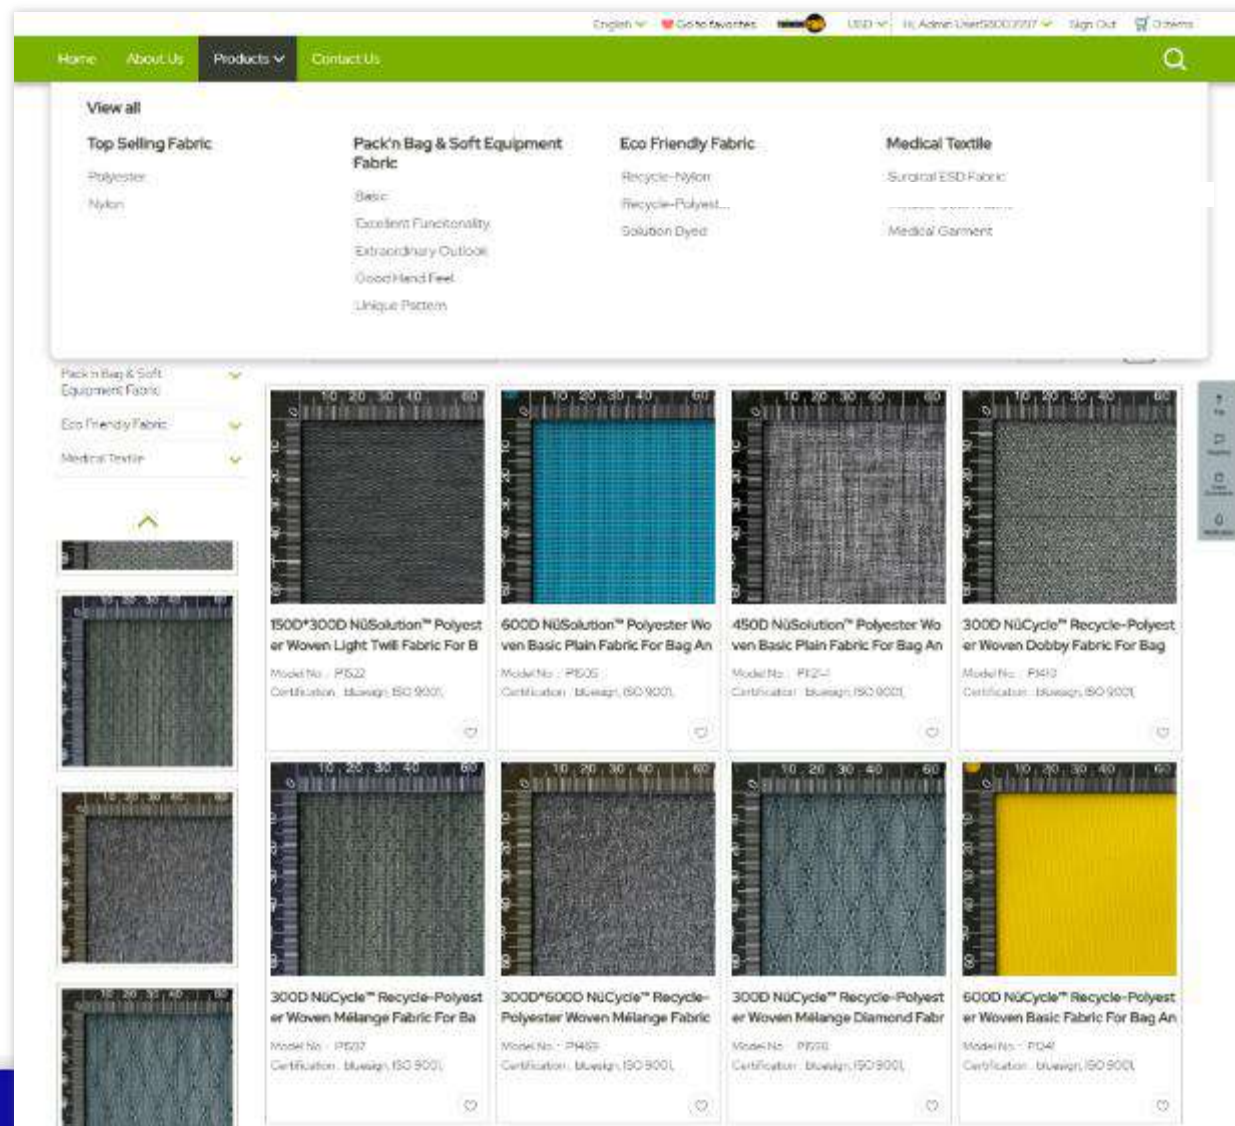 English Go to favorites USD Hi, Admin Sign Out 0 items
Home About Us Products Contact Us
View all
Top Selling Fabric
Polyester
Nylon
Pack'n Bag & Soft Equipment
Fabric
Basic
Excellent Functionality
Extraordinary Outlook
Good Hand Feel
Unique Pattern
Eco Friendly Fabric
Recycle-Nylon
Recycle-Polyest...
Solution Dyed
Medical Textile
Surgical ESD Fabric
Medical Garment
Pack'n Bag & Soft
Equipment Fabric
Eco Friendly Fabric
Medical Textile
150D*300D NüSolution™ Polyest
er Woven Light Twill Fabric For B
Model No. :
Certification : bluesign, ISO 9001,
600D NüSolution™ Polyester Wo
ven Basic Plain Fabric For Bag An
Model No. :
Certification : bluesign, ISO 9001,
450D NüSolution™ Polyester Wo
ven Basic Plain Fabric For Bag An
Model No. :
Certification : bluesign, ISO 9001,
300D NüCycle™ Recycle-Polyest
er Woven Dobby Fabric For Bag
Model No. :
Certification : bluesign, ISO 9001,
300D NüCycle™ Recycle-Polyest
er Woven Mélange Fabric For Ba
Model No. :
Certification : bluesign, ISO 9001,
300D*600D NüCycle™ Recycle-
Polyester Woven Mélange Fabric
Model No. :
Certification : bluesign, ISO 9001,
300D NüCycle™ Recycle-Polyest
er Woven Mélange Diamond Fabr
Model No. :
Certification : bluesign, ISO 9001,
600D NüCycle™ Recycle-Polyest
er Woven Basic Fabric For Bag An
Model No. :
Certification : bluesign, ISO 9001,